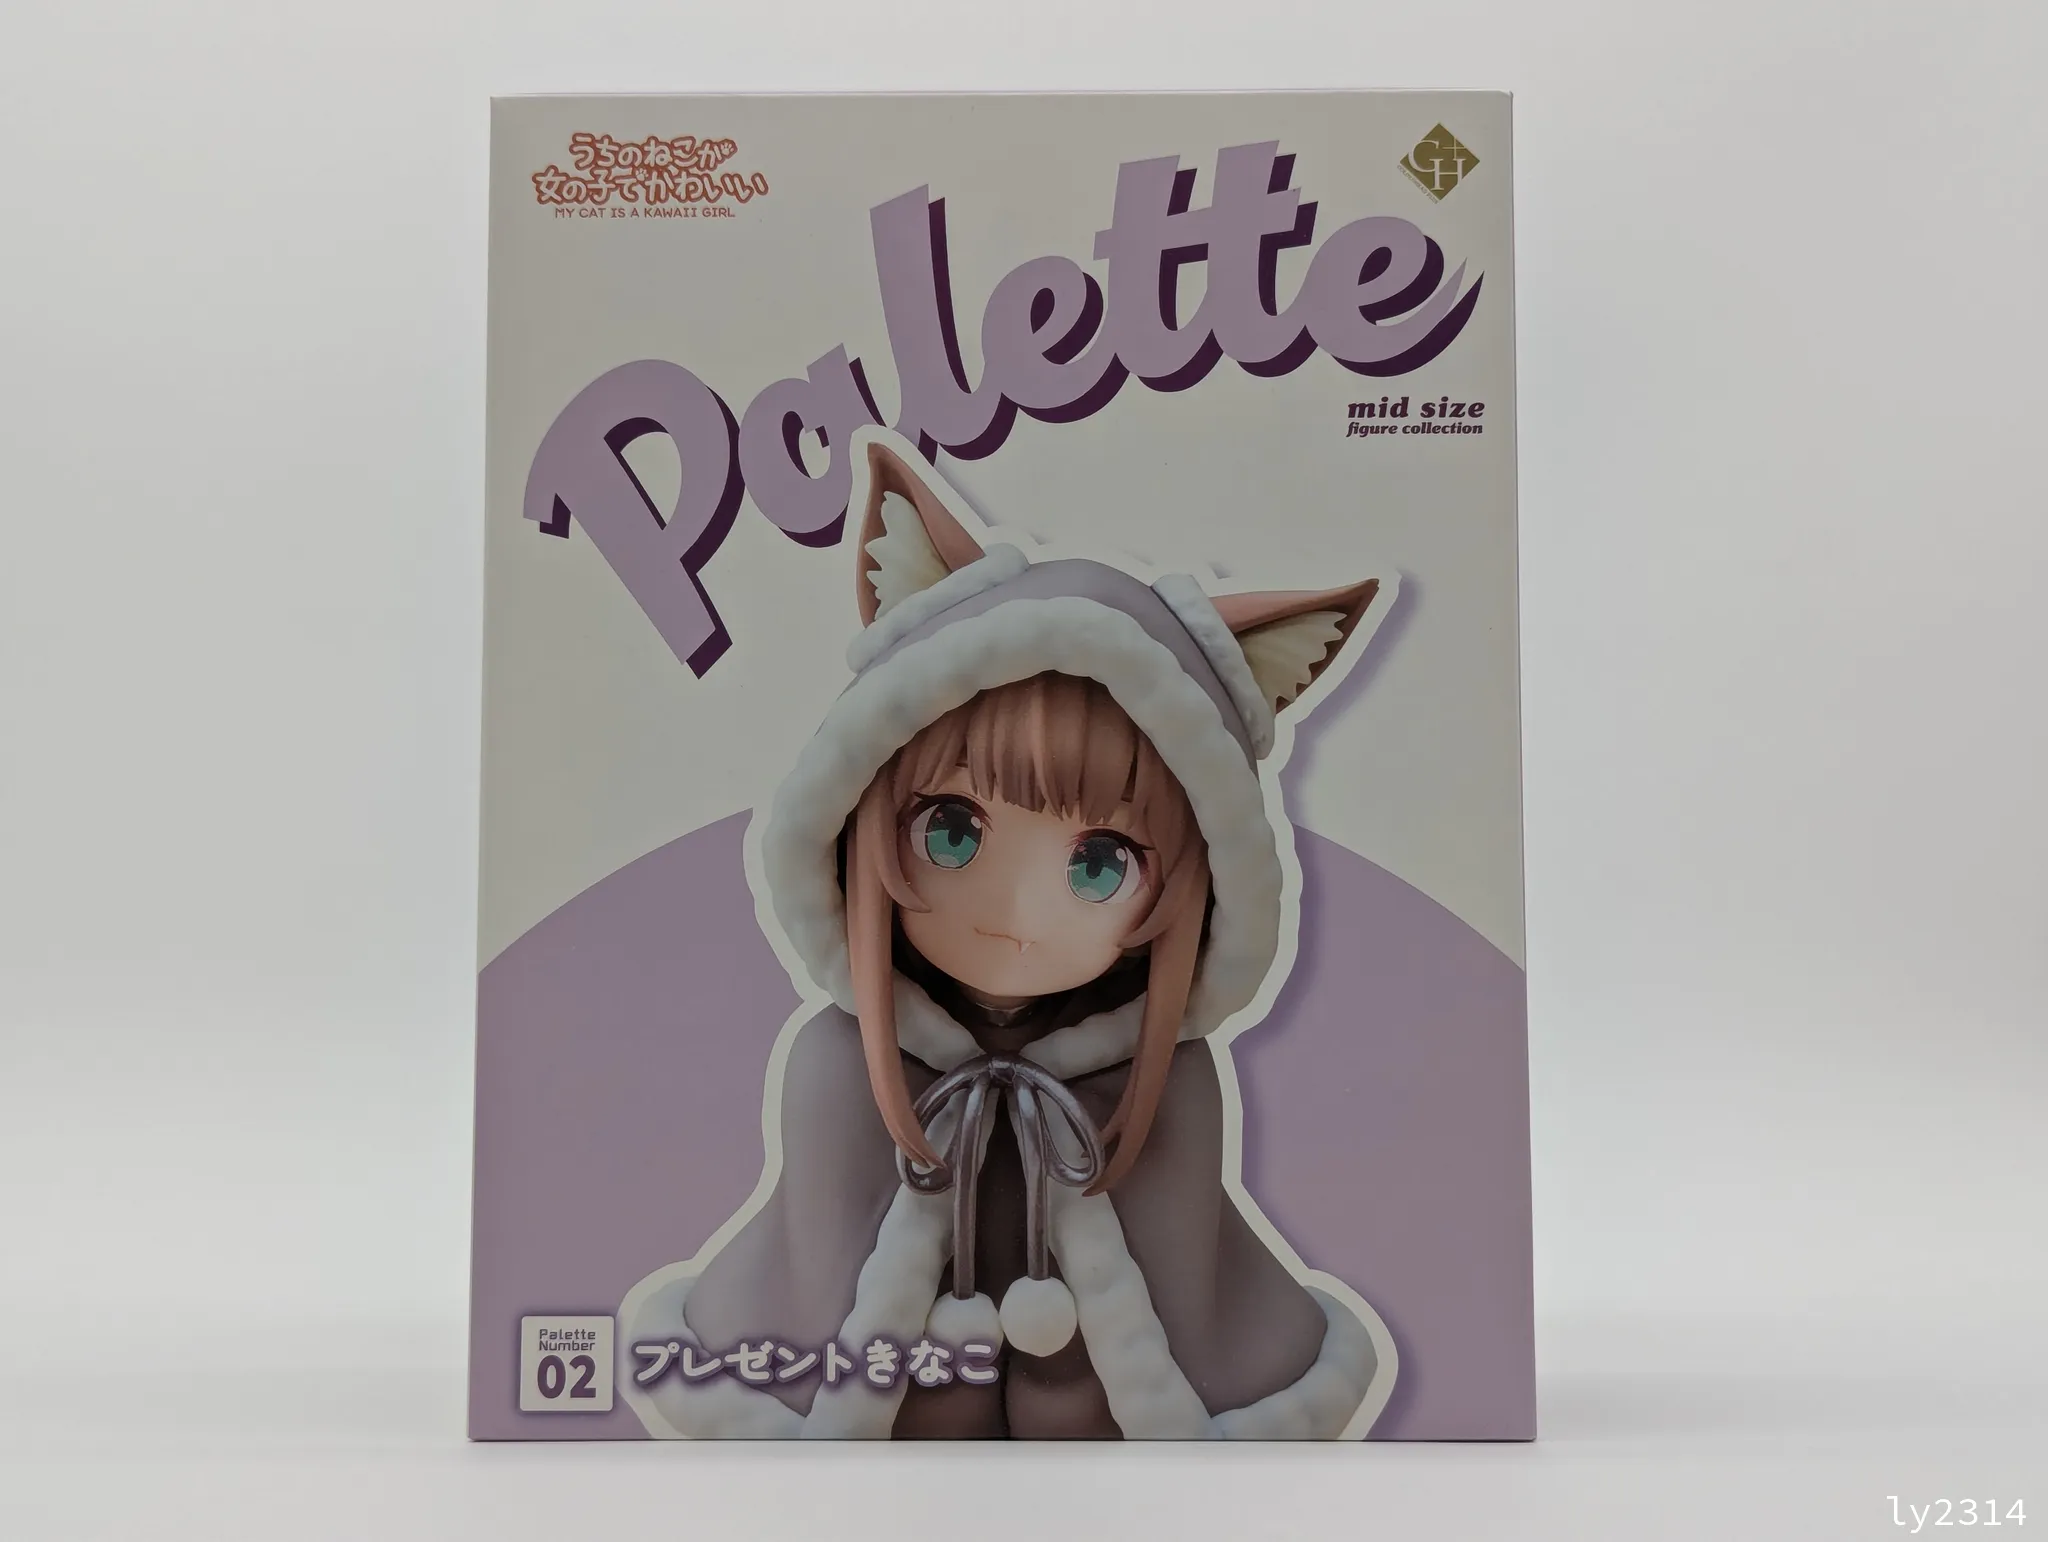 うちのねこが
女の子でかわいい
MY CAT IS A KAWAII GIRL
G+H
Palette
mid size
figure collection
Palette
Number
02
プレゼントきなこ
ly2314